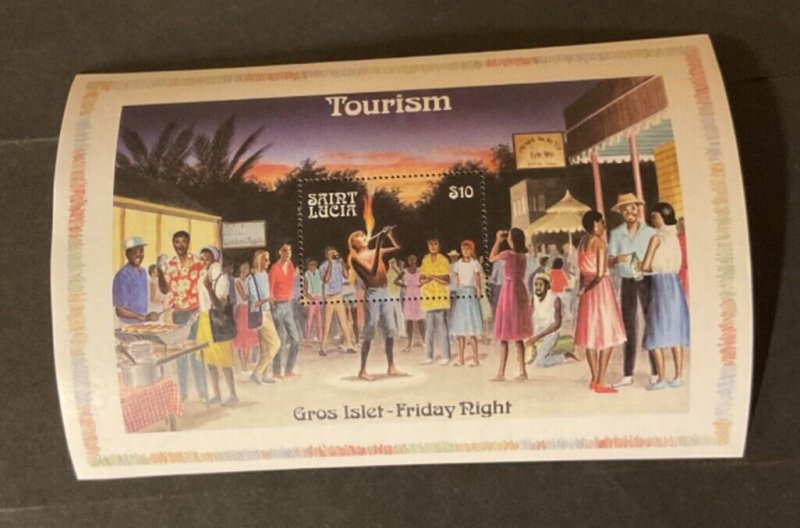 Tourism
SAINT
LUCIA
$10
Gros Islet-Friday Night